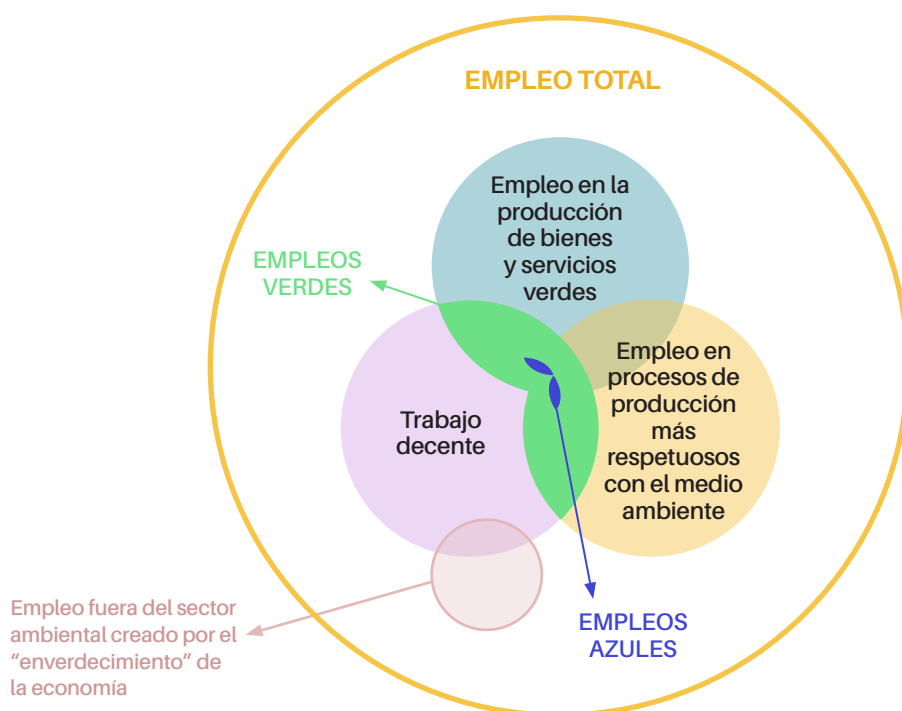 EMPLEO TOTAL
Empleo en la
producción
de bienes
y servicios
verdes
EMPLEOS
VERDES
Empleo en
procesos de
producción
más
respetuosos
con el medio
ambiente
Trabajo
decente
Empleo fuera del sector
ambiental creado por el
“enverdecimiento” de
la economía
EMPLEOS
AZULES